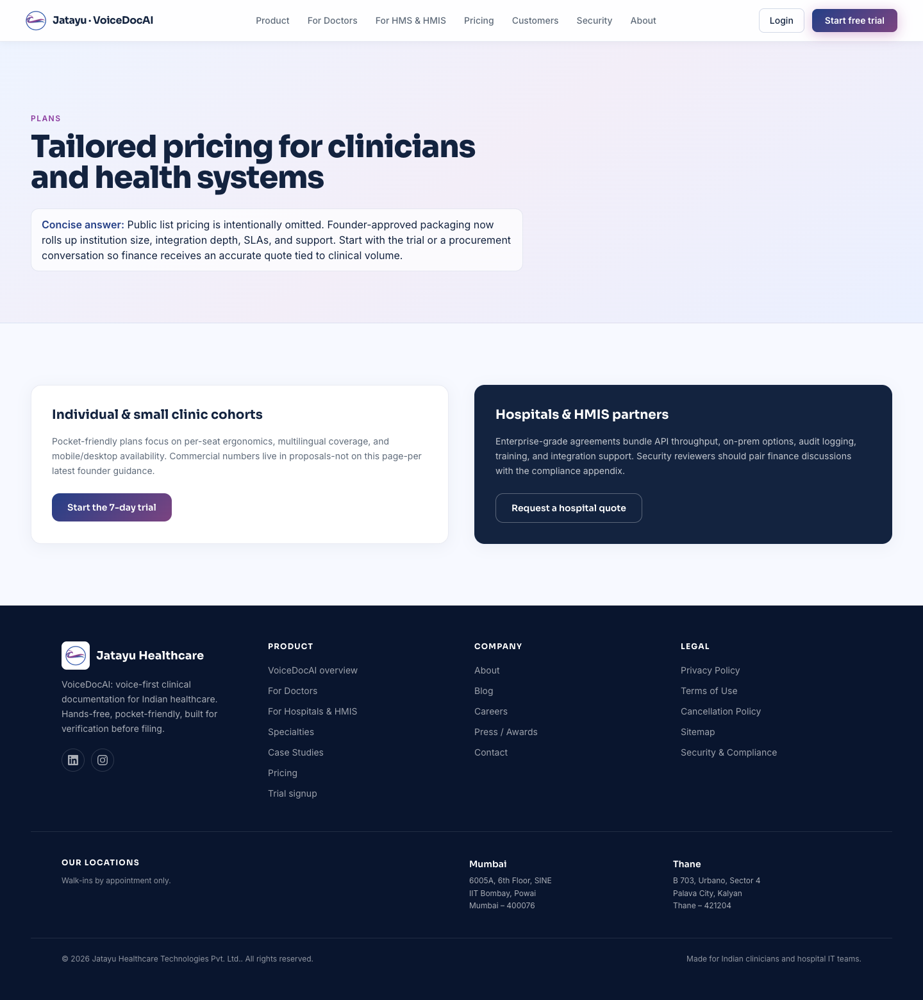 Jatayu · VoiceDocAI
Product
For Doctors
For HMS & HMIS
Pricing
Customers
Security
About
Login
Start free trial
PLANS
Tailored pricing for clinicians
and health systems
Concise answer: Public list pricing is intentionally omitted. Founder-approved packaging now
rolls up institution size, integration depth, SLAs, and support. Start with the trial or a procurement
conversation so finance receives an accurate quote tied to clinical volume.
Individual & small clinic cohorts
Pocket-friendly plans focus on per-seat ergonomics, multilingual coverage, and
mobile/desktop availability. Commercial numbers live in proposals-not on this page-per
latest founder guidance.
Start the 7-day trial
Hospitals & HMIS partners
Enterprise-grade agreements bundle API throughput, on-prem options, audit logging,
training, and integration support. Security reviewers should pair finance discussions
with the compliance appendix.
Request a hospital quote
Jatayu Healthcare
VoiceDocAI: voice-first clinical
documentation for Indian healthcare.
Hands-free, pocket-friendly, built for
verification before filing.
PRODUCT
VoiceDocAI overview
For Doctors
For Hospitals & HMIS
Specialties
Case Studies
Pricing
Trial signup
COMPANY
About
Blog
Careers
Press / Awards
Contact
LEGAL
Privacy Policy
Terms of Use
Cancellation Policy
Sitemap
Security & Compliance
OUR LOCATIONS
Walk-ins by appointment only.
Mumbai
6005A, 6th Floor, SINE
IIT Bombay, Powai
Mumbai – 400076
Thane
B 703, Urbano, Sector 4
Palava City, Kalyan
Thane – 421204
© 2026 Jatayu Healthcare Technologies Pvt. Ltd.. All rights reserved.
Made for Indian clinicians and hospital IT teams.